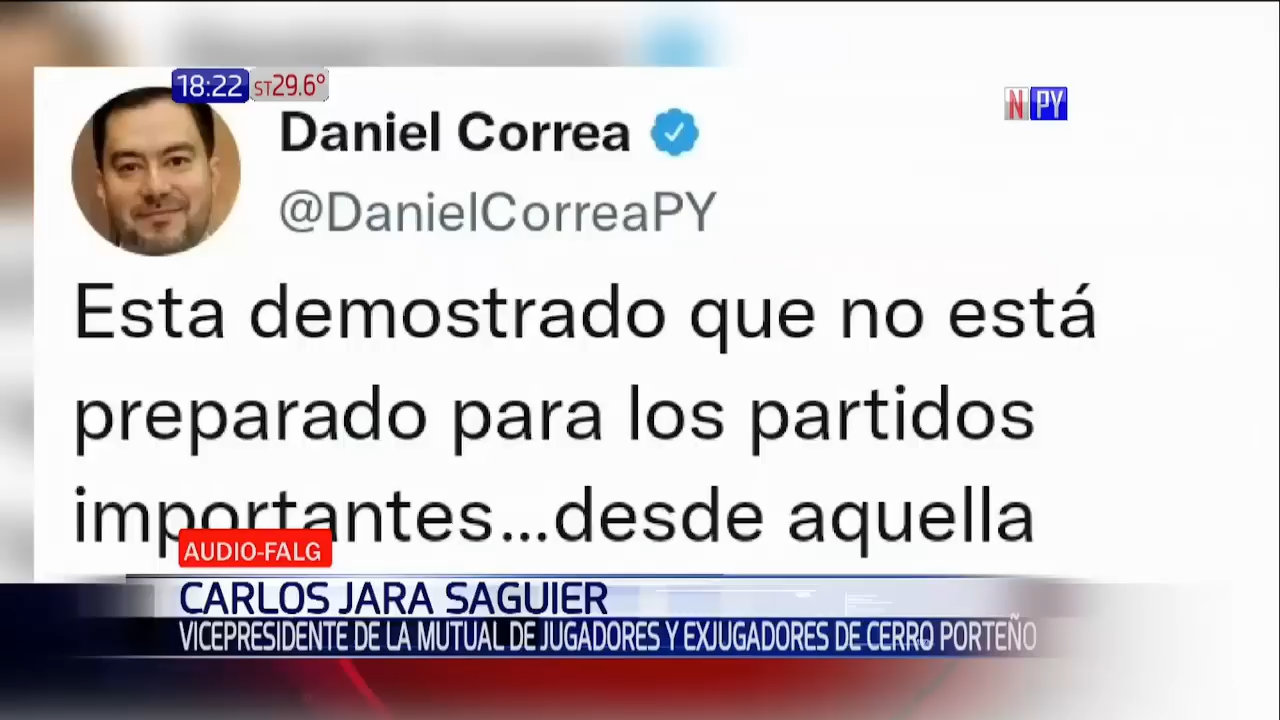 18:22 ST29.6°
N PY
Daniel Correa
@DanielCorreaPY
Esta demostrado que no está
preparado para los partidos
importantes...desde aquella
AUDIO-FALG
CARLOS JARA SAGUIER
VICEPRESIDENTE DE LA MUTUAL DE JUGADORES Y EXJUGADORES DE CERRO PORTEÑO